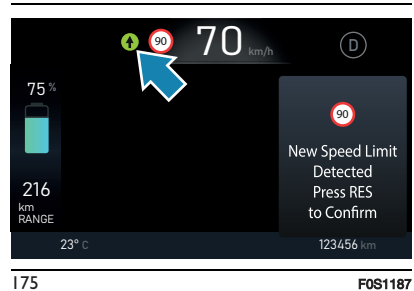 90 70 km/h D
75 %
90
New Speed Limit
Detected
Press RES
to Confirm
216
km
RANGE
23° C 123456 km
175 F0S1187